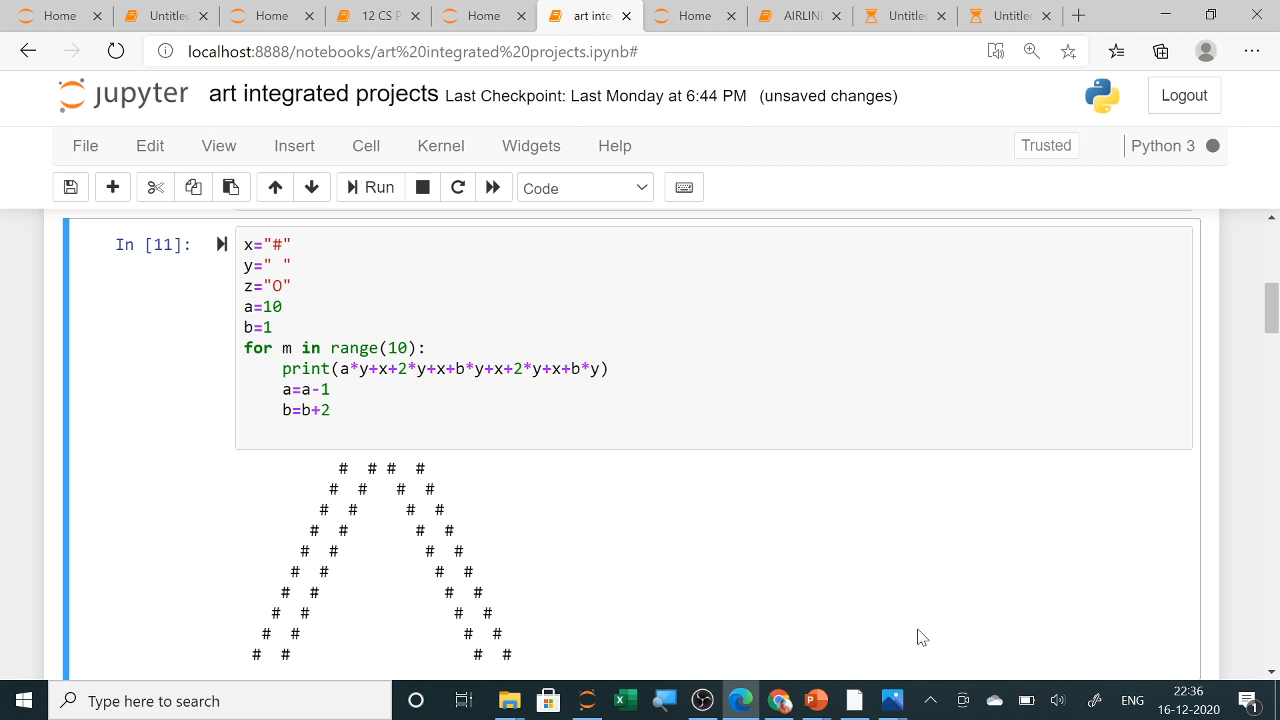 Home
Untitle
Home
12 CS P
Home
art inte
Home
AIRLINE
Untitle
Untitle
localhost:8888/notebooks/art%20integrated%20projects.ipynb#
jupyter art integrated projects Last Checkpoint: Last Monday at 6:44 PM (unsaved changes)
Logout
File Edit View Insert Cell Kernel Widgets Help Trusted Python 3
Run Code
In [11]:
x="#"
y=" "
z="O"
a=10
b=1
for m in range(10):
    print(a*y+x+2*y+x+b*y+x+2*y+x+b*y)
    a=a-1
    b=b+2
          #  # #  #
         #  #   #  #
        #  #     #  #
       #  #       #  #
      #  #         #  #
     #  #           #  #
    #  #             #  #
   #  #               #  #
  #  #                 #  #
 #  #                   #  #
Type here to search
ENG
22:36
16-12-2020
1